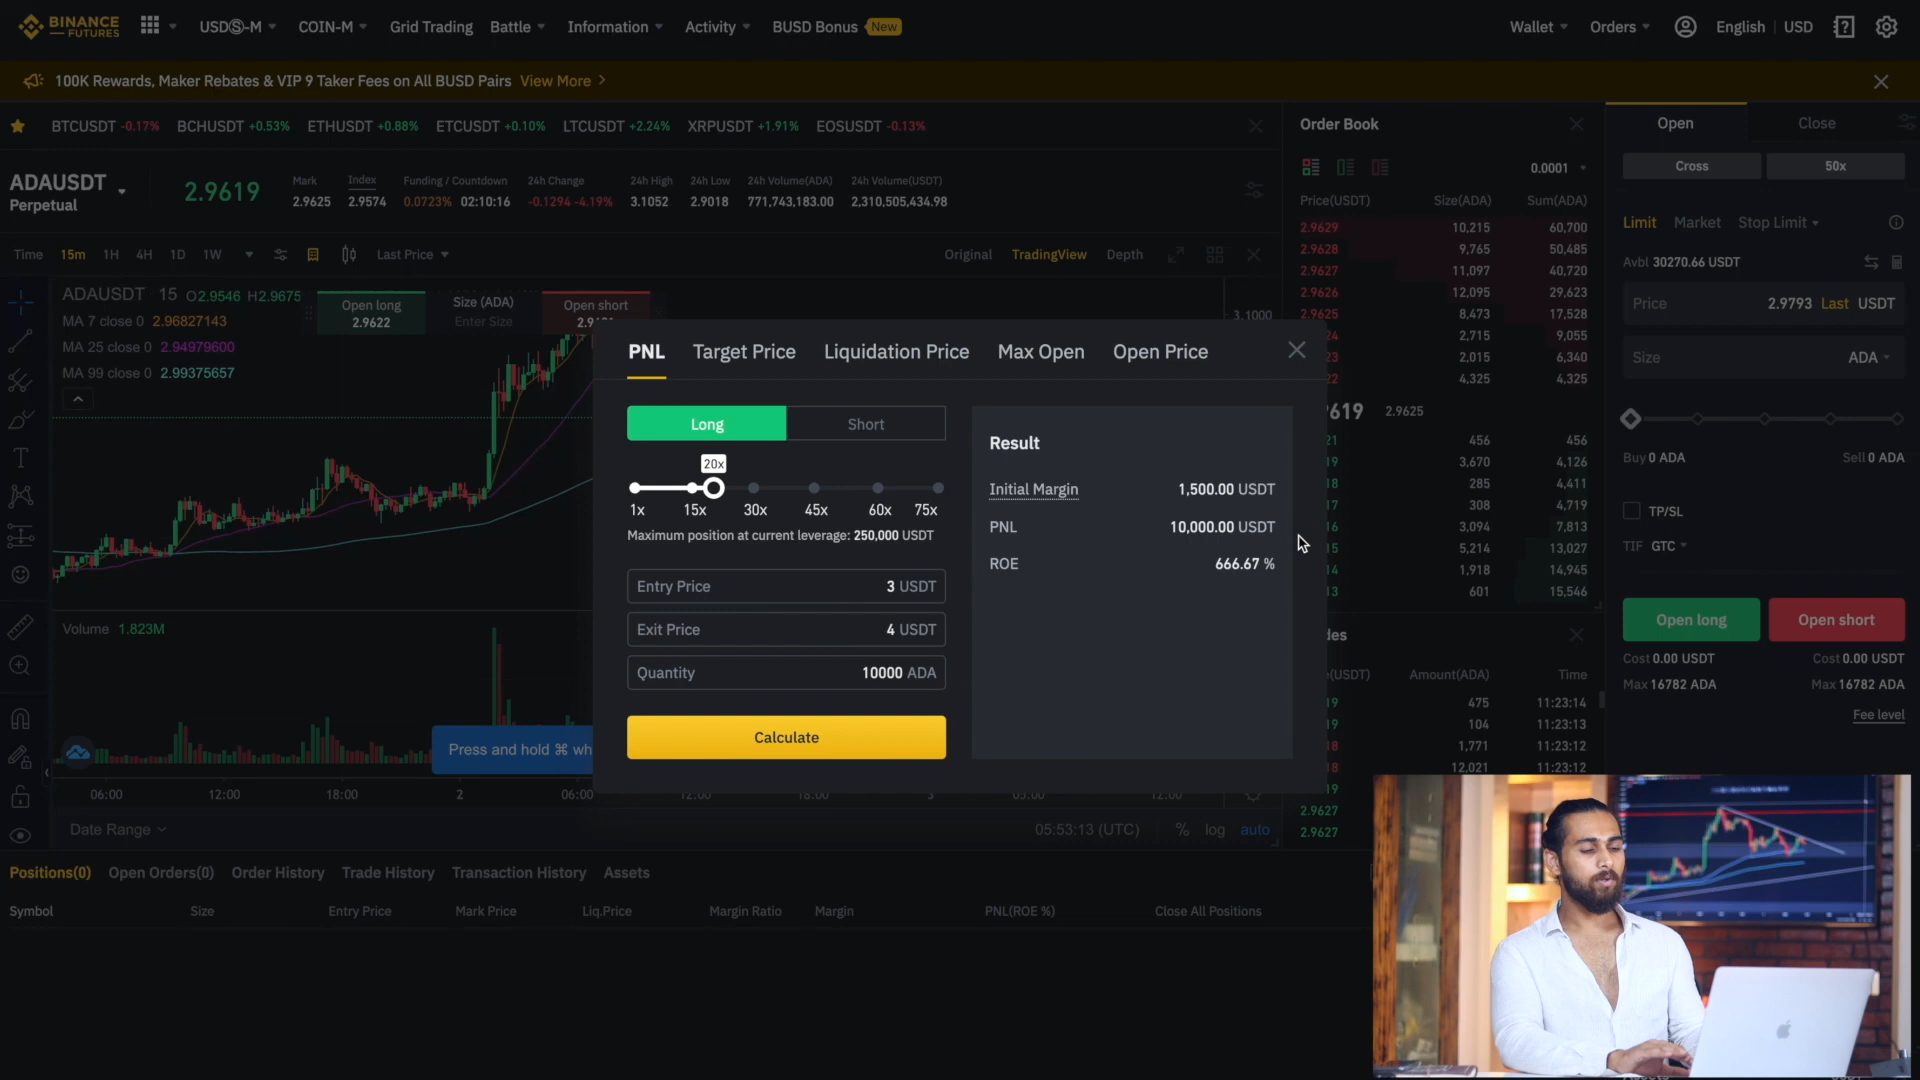 BINANCE
FUTURES
USDⓈ-M
COIN-M
Grid Trading
Battle
Information
Activity
BUSD Bonus New
Wallet
Orders
English | USD
100K Rewards, Maker Rebates & VIP 9 Taker Fees on All BUSD Pairs View More
BTCUSDT -0.17% BCHUSDT +0.53% ETHUSDT +0.88% ETCUSDT +0.10% LTCUSDT +2.24% XRPUSDT +1.91% EOSUSDT -0.13%
ADAUSDT
Perpetual
2.9619
Mark Index Funding / Countdown 24h Change 24h High 24h Low 24h Volume(ADA) 24h Volume(USDT)
2.9625 2.9574 0.0723% 02:10:16 -0.1294 -4.19% 3.1052 2.9018 771,743,183.00 2,310,505,434.98
Time 15m 1H 4H 1D 1W Last Price
Original TradingView Depth
ADAUSDT · 15 O2.9546 H2.9675
MA 7 close 0 2.96827143
MA 25 close 0 2.94979600
MA 99 close 0 2.99375657
Open long
2.9622
Size (ADA)
Enter Size
Open short
3.1000
PNL Target Price Liquidation Price Max Open Open Price
Long Short
20x
1x 15x 30x 45x 60x 75x
Maximum position at current leverage: 250,000 USDT
Entry Price 3 USDT
Exit Price 4 USDT
Quantity 10000 ADA
Calculate
Result
Initial Margin 1,500.00 USDT
PNL 10,000.00 USDT
ROE 666.67 %
Volume 1.823M
Press and hold ⌘ wh
06:00 12:00 18:00 2 06:00
Date Range
05:53:13 (UTC) % log auto
Positions(0) Open Orders(0) Order History Trade History Transaction History Assets
Symbol Size Entry Price Mark Price Liq.Price Margin Ratio Margin PNL(ROE %) Close All Positions
Order Book
0.0001
Price(USDT) Size(ADA) Sum(ADA)
2.9629 10,215 60,700
2.9628 9,765 50,485
2.9627 11,097 40,720
2.9626 12,095 29,623
2.9625 8,473 17,528
2,715 9,055
2,015 6,340
4,325 4,325
619 2.9625
21 456 456
19 3,670 4,126
18 285 4,411
17 308 4,719
16 3,094 7,813
15 5,214 13,027
14 1,918 14,945
13 601 15,546
des
(USDT) Amount(ADA) Time
19 475 11:23:14
19 104 11:23:13
18 1,771 11:23:12
18 12,021 11:23:12
19
2.9627
2.9627
Open Close
Cross 50x
Limit Market Stop Limit
Avbl 30270.66 USDT
Price 2.9793 Last USDT
Size ADA
Buy 0 ADA Sell 0 ADA
TP/SL
TIF GTC
Open long Open short
Cost 0.00 USDT Cost 0.00 USDT
Max 16782 ADA Max 16782 ADA
Fee level